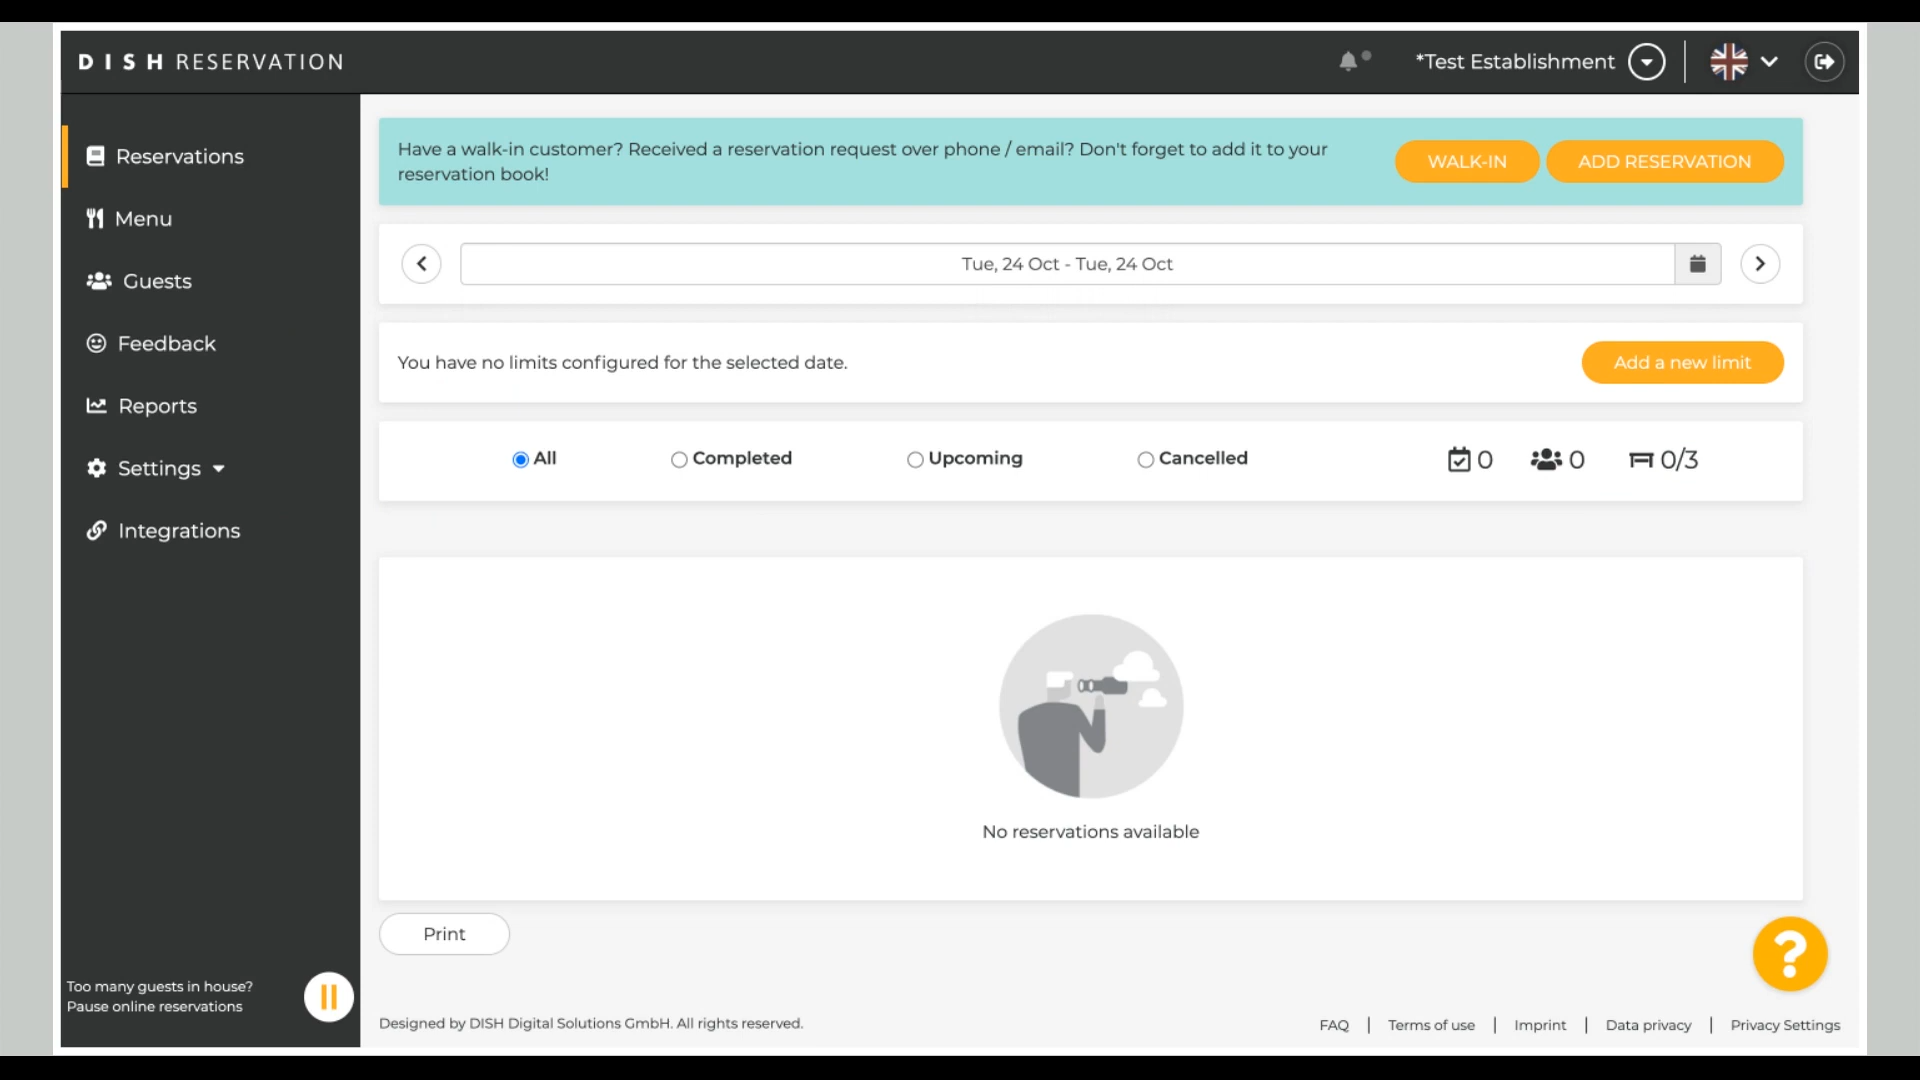 DISH RESERVATION
*Test Establishment
Reservations
Menu
Guests
Feedback
Reports
Settings
Integrations
Too many guests in house?
Pause online reservations
Have a walk-in customer? Received a reservation request over phone / email? Don't forget to add it to your
reservation book!
WALK-IN
ADD RESERVATION
Tue, 24 Oct - Tue, 24 Oct
You have no limits configured for the selected date.
Add a new limit
All
Completed
Upcoming
Cancelled
0
0
0/3
No reservations available
Print
?
Designed by DISH Digital Solutions GmbH. All rights reserved.
FAQ | Terms of use | Imprint | Data privacy | Privacy Settings